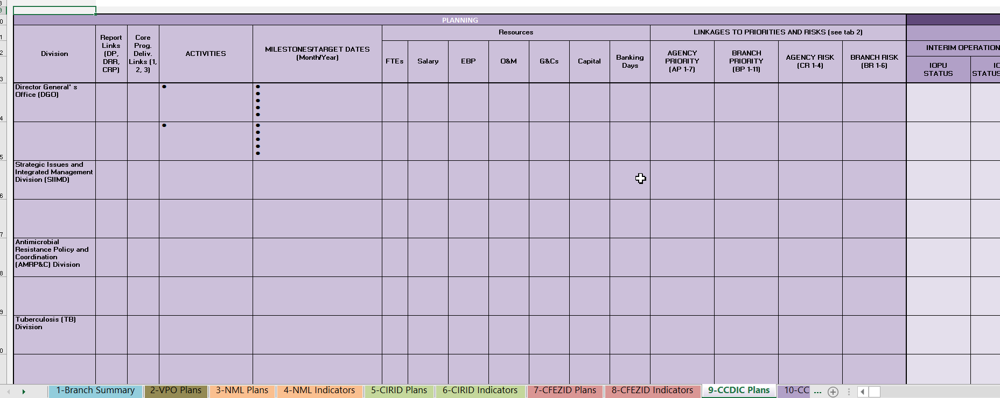 PLANNING
Division
Report
Links
(DP,
DRR,
CRP)
Core
Prog.
Deliv.
Links (1,
2, 3)
ACTIVITIES
MILESTONES/TARGET DATES
(Month/Year)
Resources
FTEs
Salary
EBP
O&M
G&Cs
Capital
Banking
Days
LINKAGES TO PRIORITIES AND RISKS (see tab 2)
AGENCY
PRIORITY
(AP 1-7)
BRANCH
PRIORITY
(BP 1-11)
AGENCY RISK
(CR 1-4)
BRANCH RISK
(BR 1-6)
INTERIM OPERATION
IOPU
STATUS
IO
STATUS
Director General' s
Office (DGO)
Strategic Issues and
Integrated Management
Division (SIIMD)
Antimicrobial
Resistance Policy and
Coordination
(AMRP&C) Division
Tuberculosis (TB)
Division
1-Branch Summary
2-VPO Plans
3-NML Plans
4-NML Indicators
5-CIRID Plans
6-CIRID Indicators
7-CFEZID Plans
8-CFEZID Indicators
9-CCDIC Plans
10-CC
...